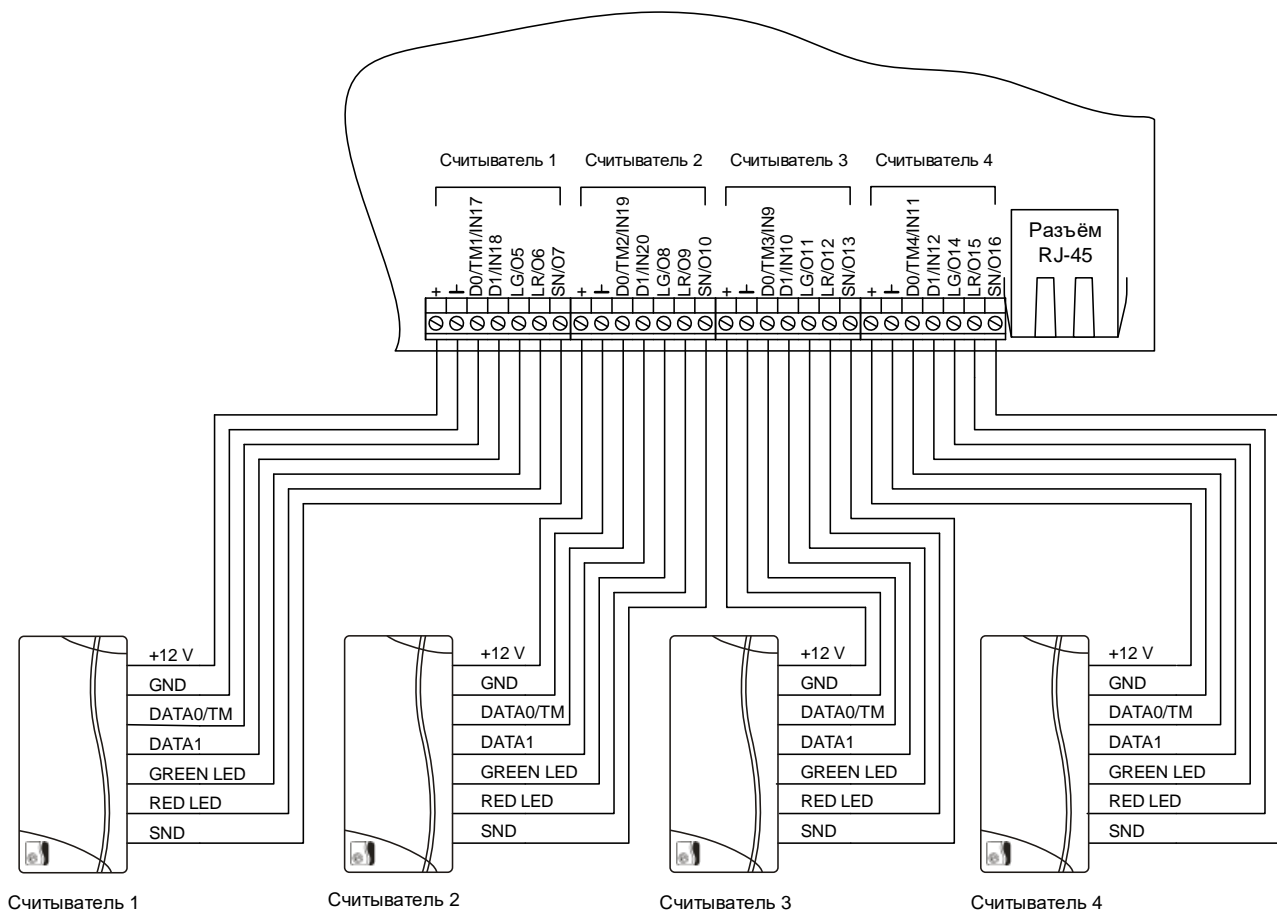 Считыватель 1
Считыватель 2
Считыватель 3
Считыватель 4
+
D0/TM1/IN17
D1/IN18
LG/O5
LR/O6
SN/O7
+
D0/TM2/IN19
D1/IN20
LG/O8
LR/O9
SN/O10
+
D0/TM3/IN9
D1/IN10
LG/O11
LR/O12
SN/O13
+
D0/TM4/IN11
D1/IN12
LG/O14
LR/O15
SN/O16
Разъём
RJ-45
+12 V
GND
DATA0/TM
DATA1
GREEN LED
RED LED
SND
Считыватель 1
+12 V
GND
DATA0/TM
DATA1
GREEN LED
RED LED
SND
Считыватель 2
+12 V
GND
DATA0/TM
DATA1
GREEN LED
RED LED
SND
Считыватель 3
+12 V
GND
DATA0/TM
DATA1
GREEN LED
RED LED
SND
Считыватель 4